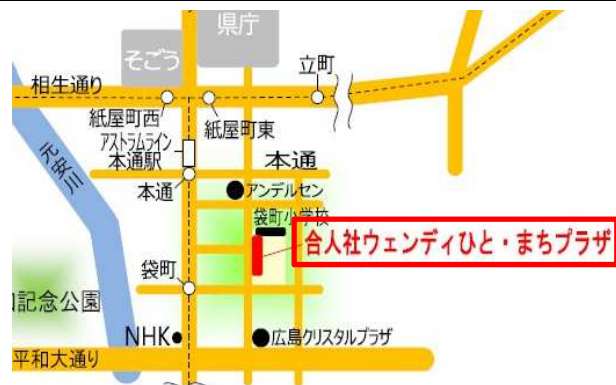 県庁
そごう
立町
相生通り
紙屋町西
紙屋町東
アストラムライン
本通駅
本通
元安川
本通
アンデルセン
袋町小学校
合人社ウェンディひと・まちプラザ
袋町
記念公園
NHK
広島クリスタルプラザ
平和大通り